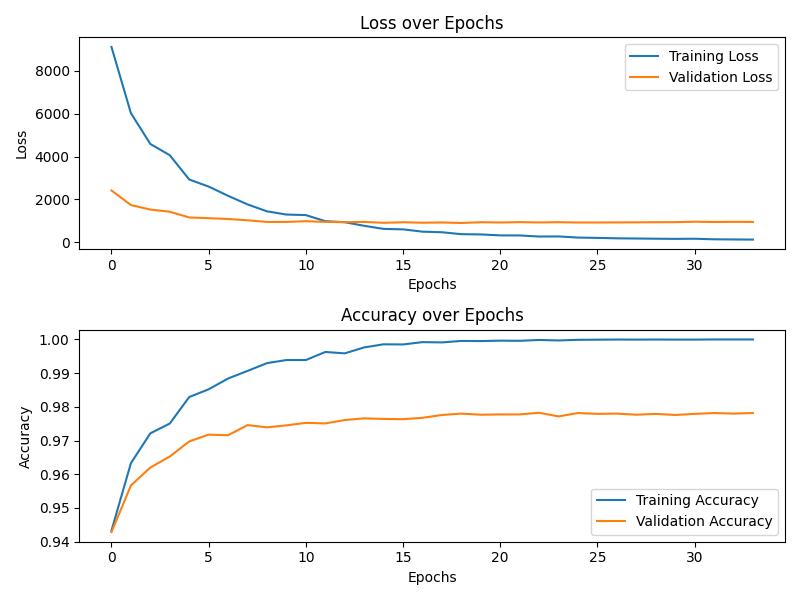 Loss over Epochs
Loss
8000
6000
4000
2000
0
Training Loss
Validation Loss
0 5 10 15 20 25 30
Epochs
Accuracy over Epochs
Accuracy
1.00
0.99
0.98
0.97
0.96
0.95
0.94
Training Accuracy
Validation Accuracy
0 5 10 15 20 25 30
Epochs